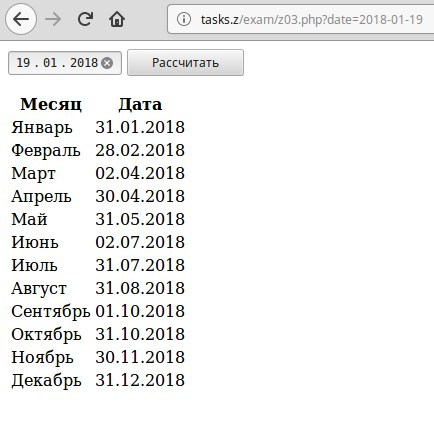 tasks.z/exam/z03.php?date=2018-01-19
19.01.2018 Рассчитать
Месяц Дата
Январь 31.01.2018
Февраль 28.02.2018
Март 02.04.2018
Апрель 30.04.2018
Май 31.05.2018
Июнь 02.07.2018
Июль 31.07.2018
Август 31.08.2018
Сентябрь 01.10.2018
Октябрь 31.10.2018
Ноябрь 30.11.2018
Декабрь 31.12.2018